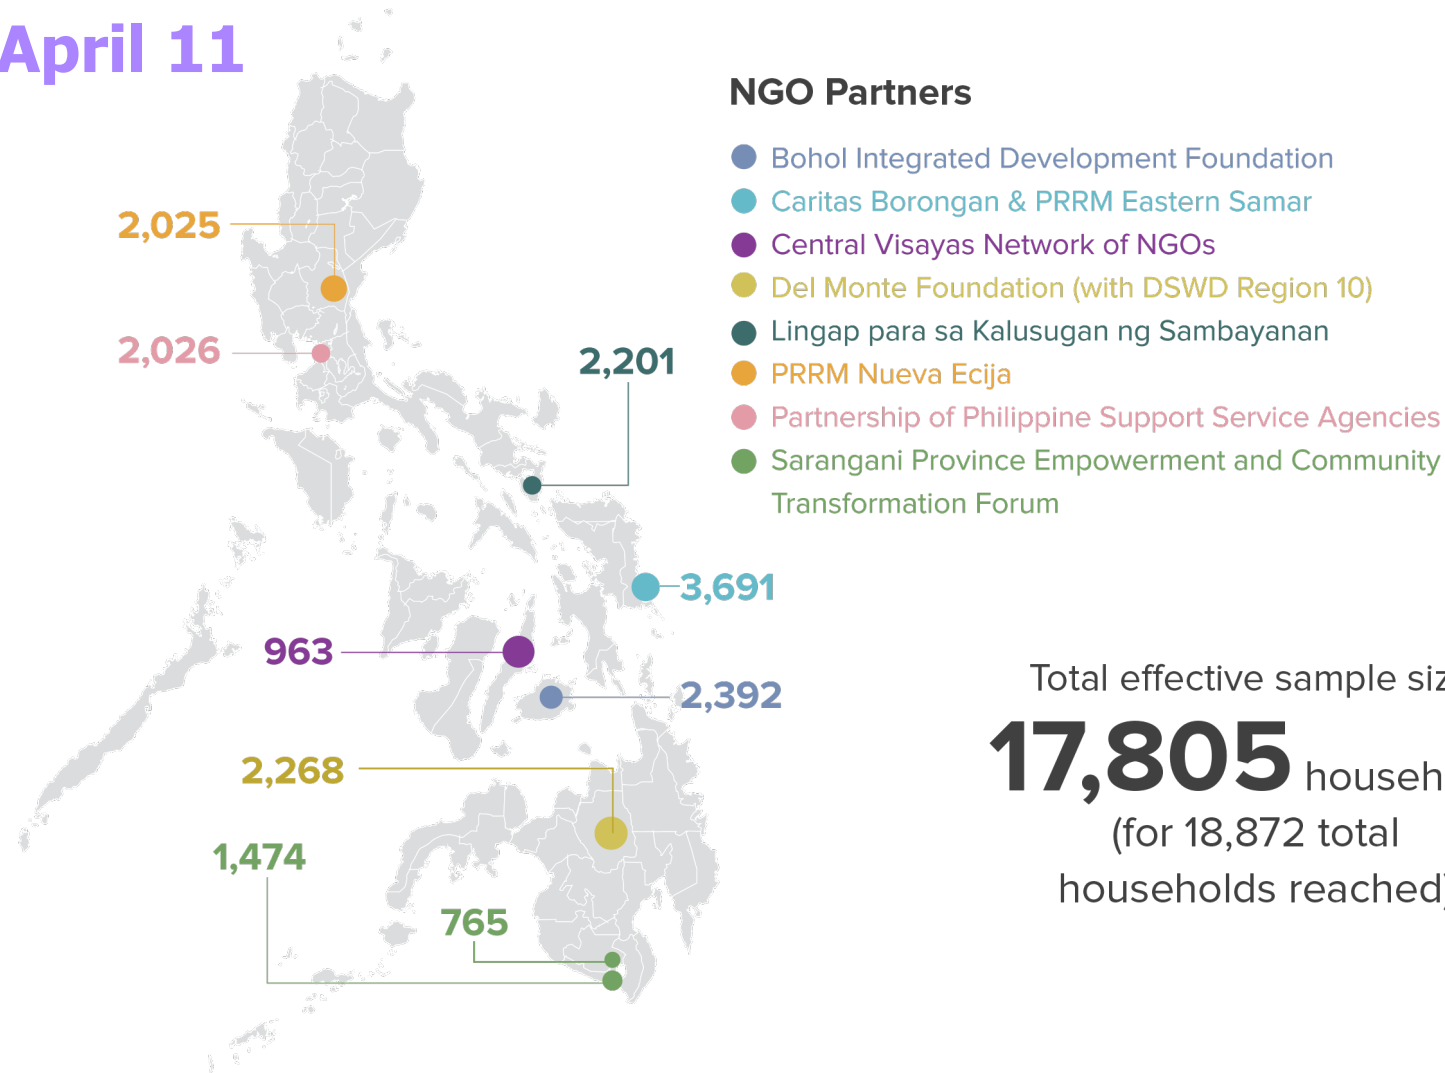 April 11
NGO Partners
Bohol Integrated Development Foundation
Caritas Borongan & PRRM Eastern Samar
Central Visayas Network of NGOs
Del Monte Foundation (with DSWD Region 10)
Lingap para sa Kalusugan ng Sambayanan
PRRM Nueva Ecija
Partnership of Philippine Support Service Agencies
Sarangani Province Empowerment and Community
Transformation Forum
2,025
2,026
2,201
3,691
963
2,392
2,268
1,474
765
Total effective sample
17,805
(for 18,872 total
households reached)